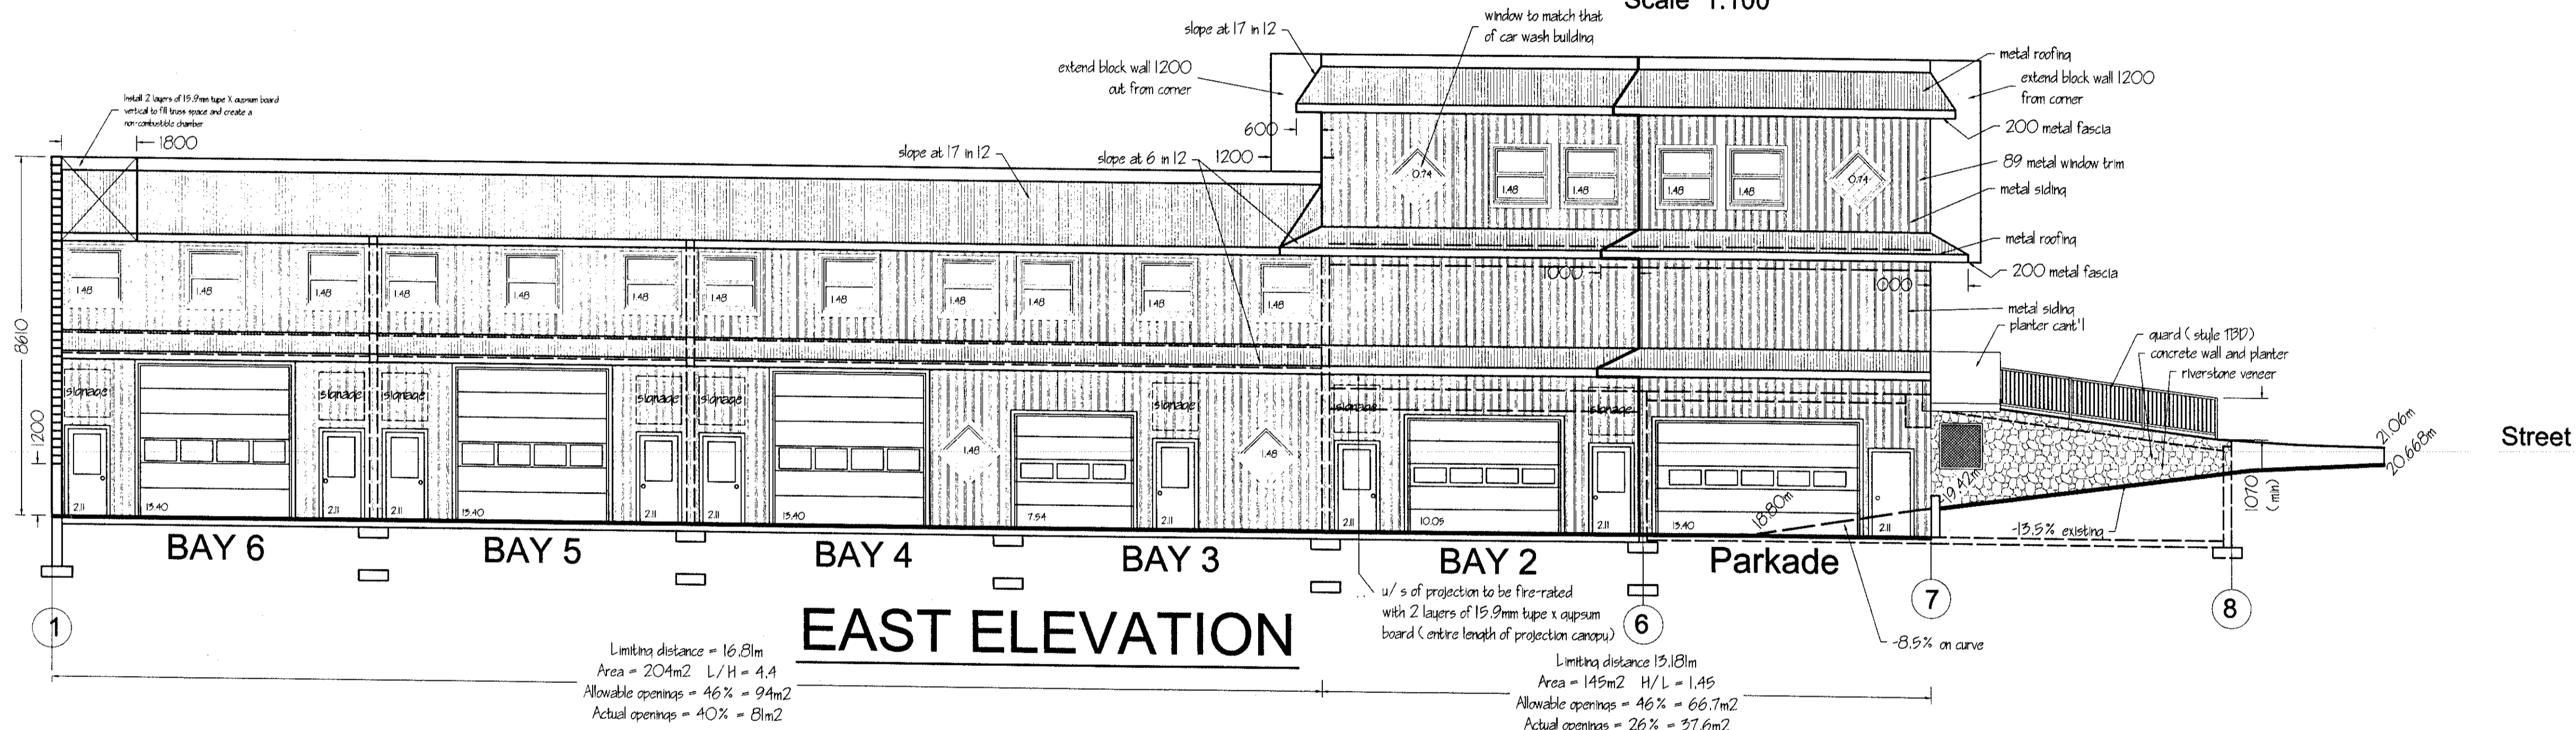 Scale 1:100
window to match that
of car wash building
slope at 17 in 12
extend block wall 1200
out from corner
metal roofing
extend block wall 1200
from corner
Install 2 layers of 15.9mm type X gypsum board
vertical to fill truss space and create a
non-combustible chamber
1800
600
1200
slope at 17 in 12
slope at 6 in 12
200 metal fascia
89 metal window trim
metal siding
0.74
1.48
1.48
1.48
1.48
0.74
metal roofing
200 metal fascia
1000
1000
8610
1200
1.48
1.48
1.48
1.48
1.48
1.48
1.48
1.48
1.48
1.48
1.48
1.48
metal siding
planter cant'l
guard (style TBD)
concrete wall and planter
riverstone veneer
signage
signage
signage
signage
signage
signage
signage
signage
1.48
1.48
21.06m
20.668m
Street
19.42m
18.80m
1070
(min)
2.11
13.40
2.11
2.11
13.40
2.11
2.11
13.40
7.54
2.11
2.11
10.05
2.11
13.40
2.11
-13.5% existing
BAY 6
BAY 5
BAY 4
BAY 3
BAY 2
Parkade
u/s of projection to be fire-rated
with 2 layers of 15.9mm type x gypsum
board (entire length of projection canopy)
-8.5% on curve
1
6
7
8
EAST ELEVATION
Limiting distance = 16.81m
Area = 204m2 L/H = 4.4
Allowable openings = 46% = 94m2
Actual openings = 40% = 81m2
Limiting distance 13.181m
Area = 145m2 H/L = 1.45
Allowable openings = 46% = 66.7m2
Actual openings = 26% = 37.6m2